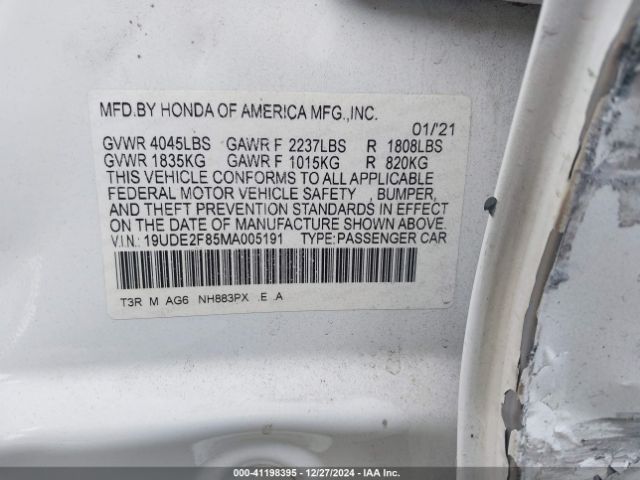 MFD.BY HONDA OF AMERICA MFG.,INC.
01/'21
GVWR 4045LBS GAWR F 2237LBS R 1808LBS
GVWR 1835KG GAWR F 1015KG R 820KG
THIS VEHICLE CONFORMS TO ALL APPLICABLE
FEDERAL MOTOR VEHICLE SAFETY , BUMPER,
AND THEFT PREVENTION STANDARDS IN EFFECT
ON THE DATE OF MANUFACTURE SHOWN ABOVE.
V.I.N.: 19UDE2F85MA005191 TYPE:PASSENGER CAR
T3R M AG6 NH883PX E A
000-41198395 - 12/27/2024 - IAA Inc.